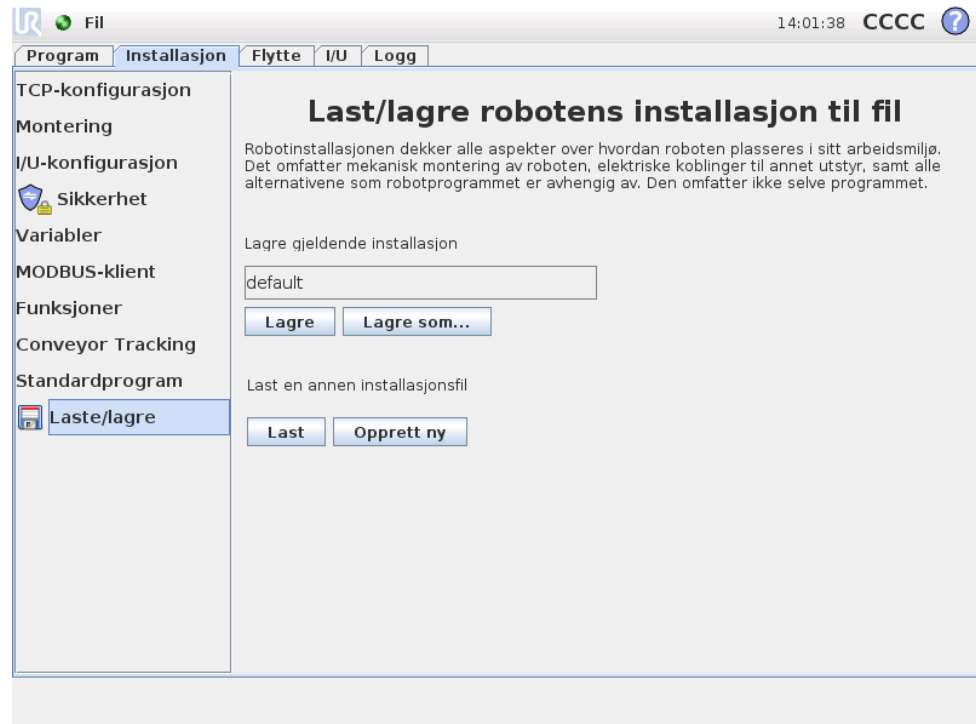 UR Fil 14:01:38 CCCC ?
Program Installasjon Flytte I/U Logg
TCP-konfigurasjon
Montering
I/U-konfigurasjon
Sikkerhet
Variabler
MODBUS-klient
Funksjoner
Conveyor Tracking
Standardprogram
Laste/lagre
Last/lagre robotens installasjon til fil
Robotinstallasjonen dekker alle aspekter over hvordan roboten plasseres i sitt arbeidsmiljø.
Det omfatter mekanisk montering av roboten, elektriske koblinger til annet utstyr, samt alle
alternativene som robotprogrammet er avhengig av. Den omfatter ikke selve programmet.
Lagre gjeldende installasjon
default
Lagre Lagre som...
Last en annen installasjonsfil
Last Opprett ny